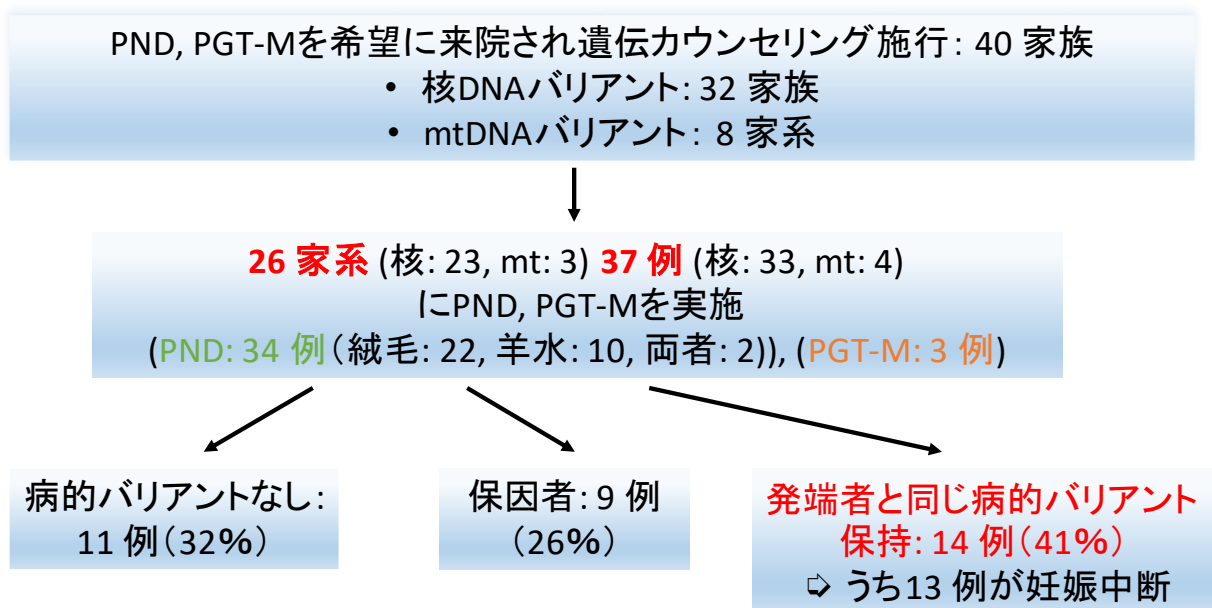 PND, PGT-Mを希望に来院され遺伝カウンセリング施行: 40 家族
• 核DNAバリアント: 32 家族
• mtDNAバリアント: 8 家系
26 家系 (核: 23, mt: 3) 37 例 (核: 33, mt: 4)
にPND, PGT-Mを実施
(PND: 34 例(絨毛: 22, 羊水: 10, 両者: 2)), (PGT-M: 3 例)
病的バリアントなし:
11 例(32%)
保因者: 9 例
(26%)
発端者と同じ病的バリアント
保持: 14 例(41%)
➪ うち13 例が妊娠中断